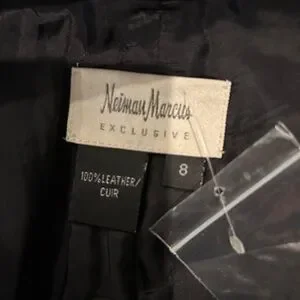 Neiman Marcus
EXCLUSIVE
8
100% LEATHER/
CUIR